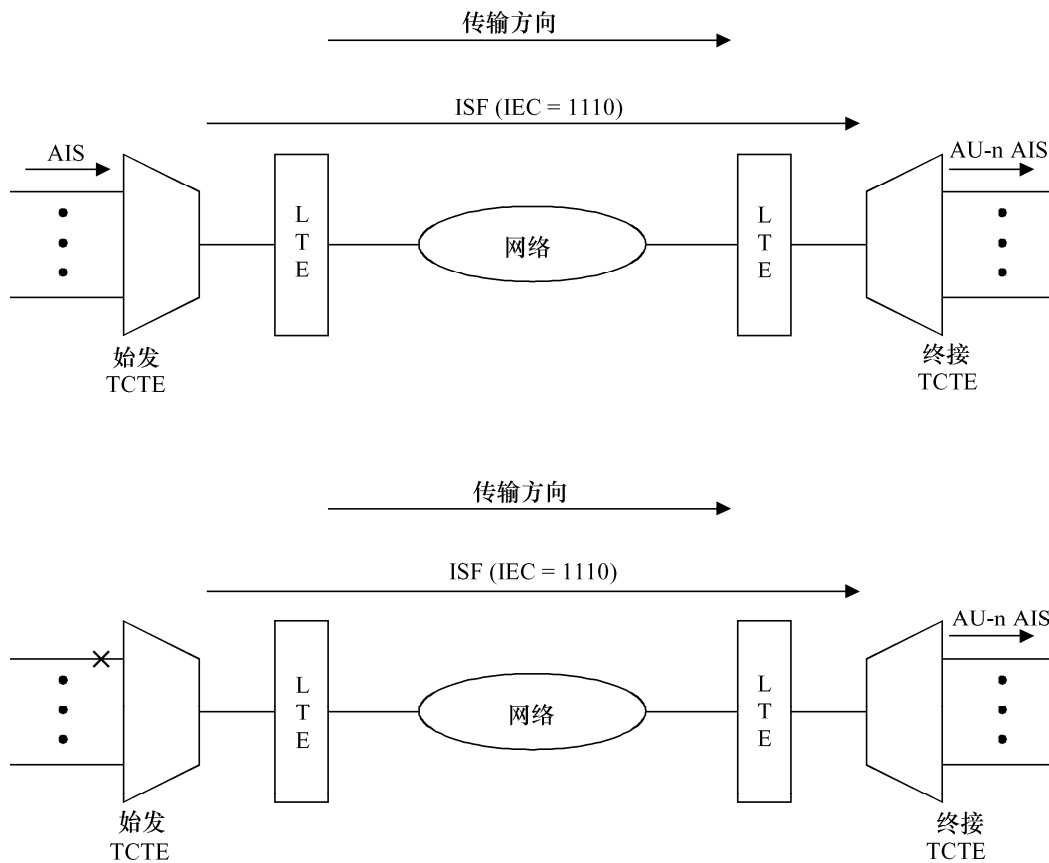 传输方向
ISF (IEC = 1110)
AIS
AU-n AIS
L
T
E
网络
L
T
E
始发
TCTE
终接
TCTE
传输方向
ISF (IEC = 1110)
AU-n AIS
L
T
E
网络
L
T
E
始发
TCTE
终接
TCTE